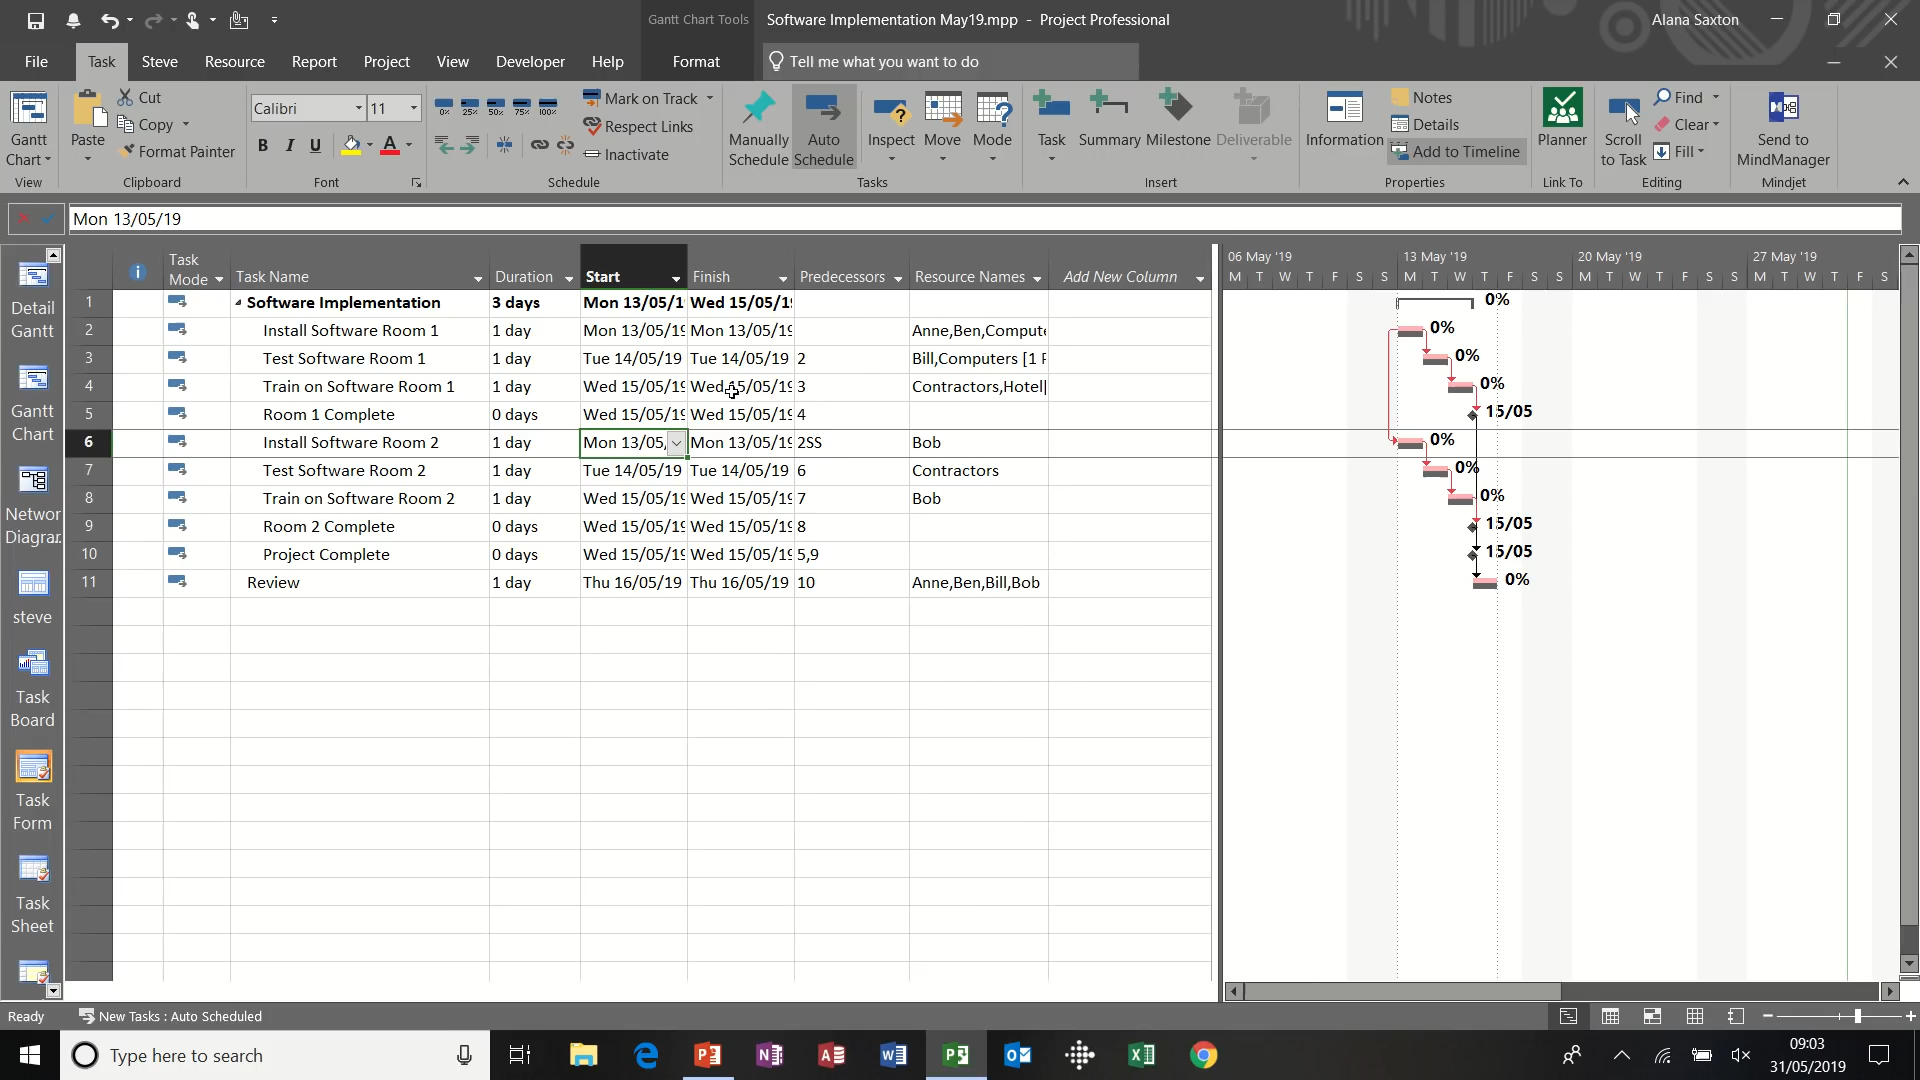 Gantt Chart Tools
Software Implementation May19.mpp - Project Professional
Alana Saxton
File Task Steve Resource Report Project View Developer Help Format Tell me what you want to do
Gantt Chart
View
Paste
Cut
Copy
Format Painter
Clipboard
Calibri 11
B I U A
Font
0% 25% 50% 75% 100%
Mark on Track
Respect Links
Inactivate
Schedule
Manually Schedule
Auto Schedule
Inspect
Move
Mode
Tasks
Task
Summary
Milestone
Deliverable
Insert
Information
Notes
Details
Add to Timeline
Properties
Planner
Link To
Scroll to Task
Find
Clear
Fill
Editing
Send to MindManager
Mindjet
Mon 13/05/19
Detail Gantt
Gantt Chart
Networ Diagrar
steve
Task Board
Task Form
Task Sheet
Task Mode Task Name Duration Start Finish Predecessors Resource Names Add New Column
1 Software Implementation 3 days Mon 13/05/1 Wed 15/05/1
2 Install Software Room 1 1 day Mon 13/05/19 Mon 13/05/19 Anne,Ben,Compute
3 Test Software Room 1 1 day Tue 14/05/19 Tue 14/05/19 2 Bill,Computers [1
4 Train on Software Room 1 1 day Wed 15/05/19 Wed 15/05/19 3 Contractors,Hotel
5 Room 1 Complete 0 days Wed 15/05/19 Wed 15/05/19 4
6 Install Software Room 2 1 day Mon 13/05, Mon 13/05/19 2SS Bob
7 Test Software Room 2 1 day Tue 14/05/19 Tue 14/05/19 6 Contractors
8 Train on Software Room 2 1 day Wed 15/05/19 Wed 15/05/19 7 Bob
9 Room 2 Complete 0 days Wed 15/05/19 Wed 15/05/19 8
10 Project Complete 0 days Wed 15/05/19 Wed 15/05/19 5,9
11 Review 1 day Thu 16/05/19 Thu 16/05/19 10 Anne,Ben,Bill,Bob
06 May '19 13 May '19 20 May '19 27 May '19
M T W T F S S M T W T F S S M T W T F S S M T W T F S
0%
0%
0%
0%
15/05
0%
0%
0%
15/05
15/05
0%
Ready New Tasks : Auto Scheduled
Type here to search
09:03
31/05/2019